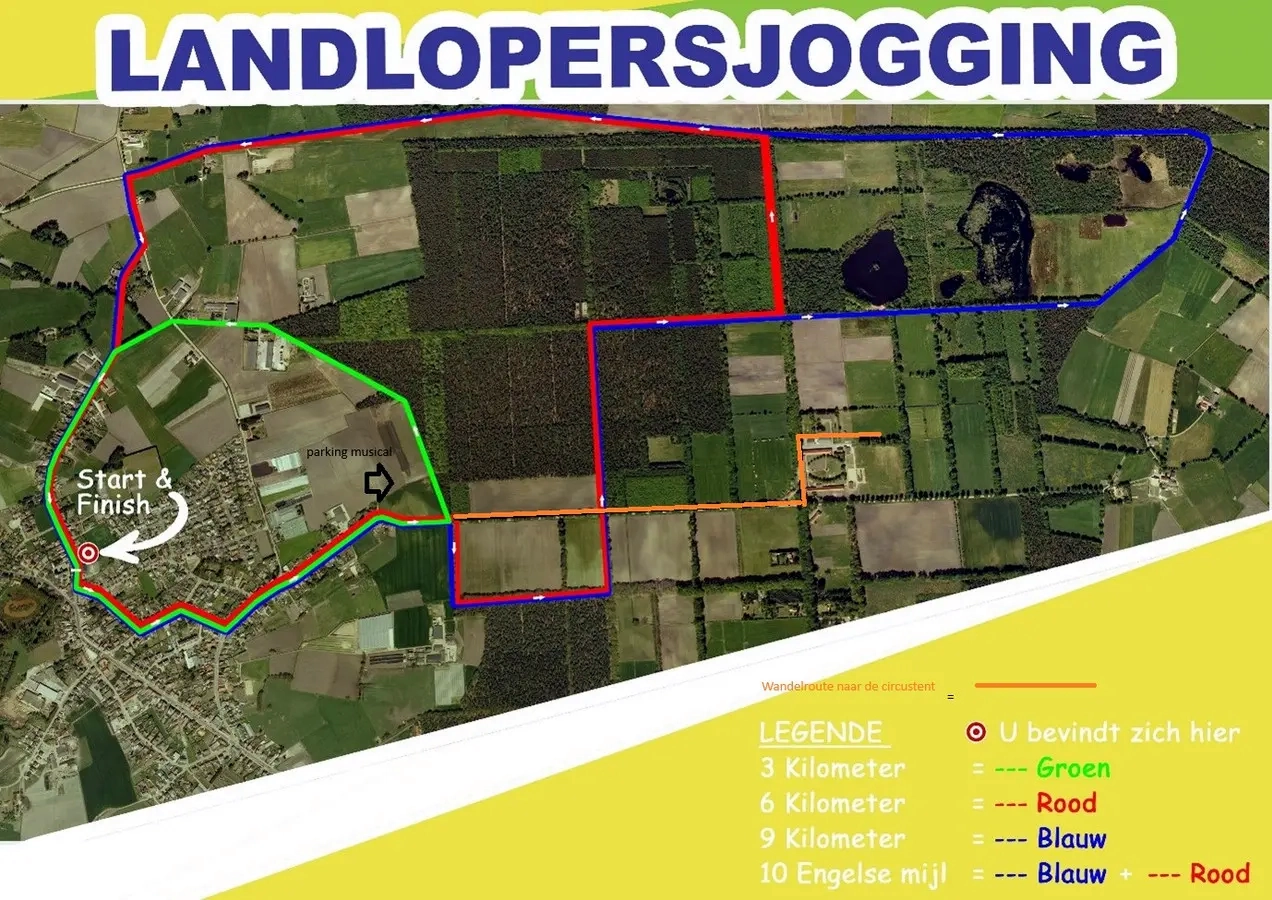 LANDLOPERSJOGGING
parking musical
Start &
Finish
Wandelroute naar de circustent =
LEGENDE
U bevindt zich hier
3 Kilometer = --- Groen
6 Kilometer = --- Rood
9 Kilometer = --- Blauw
10 Engelse mijl = --- Blauw + --- Rood